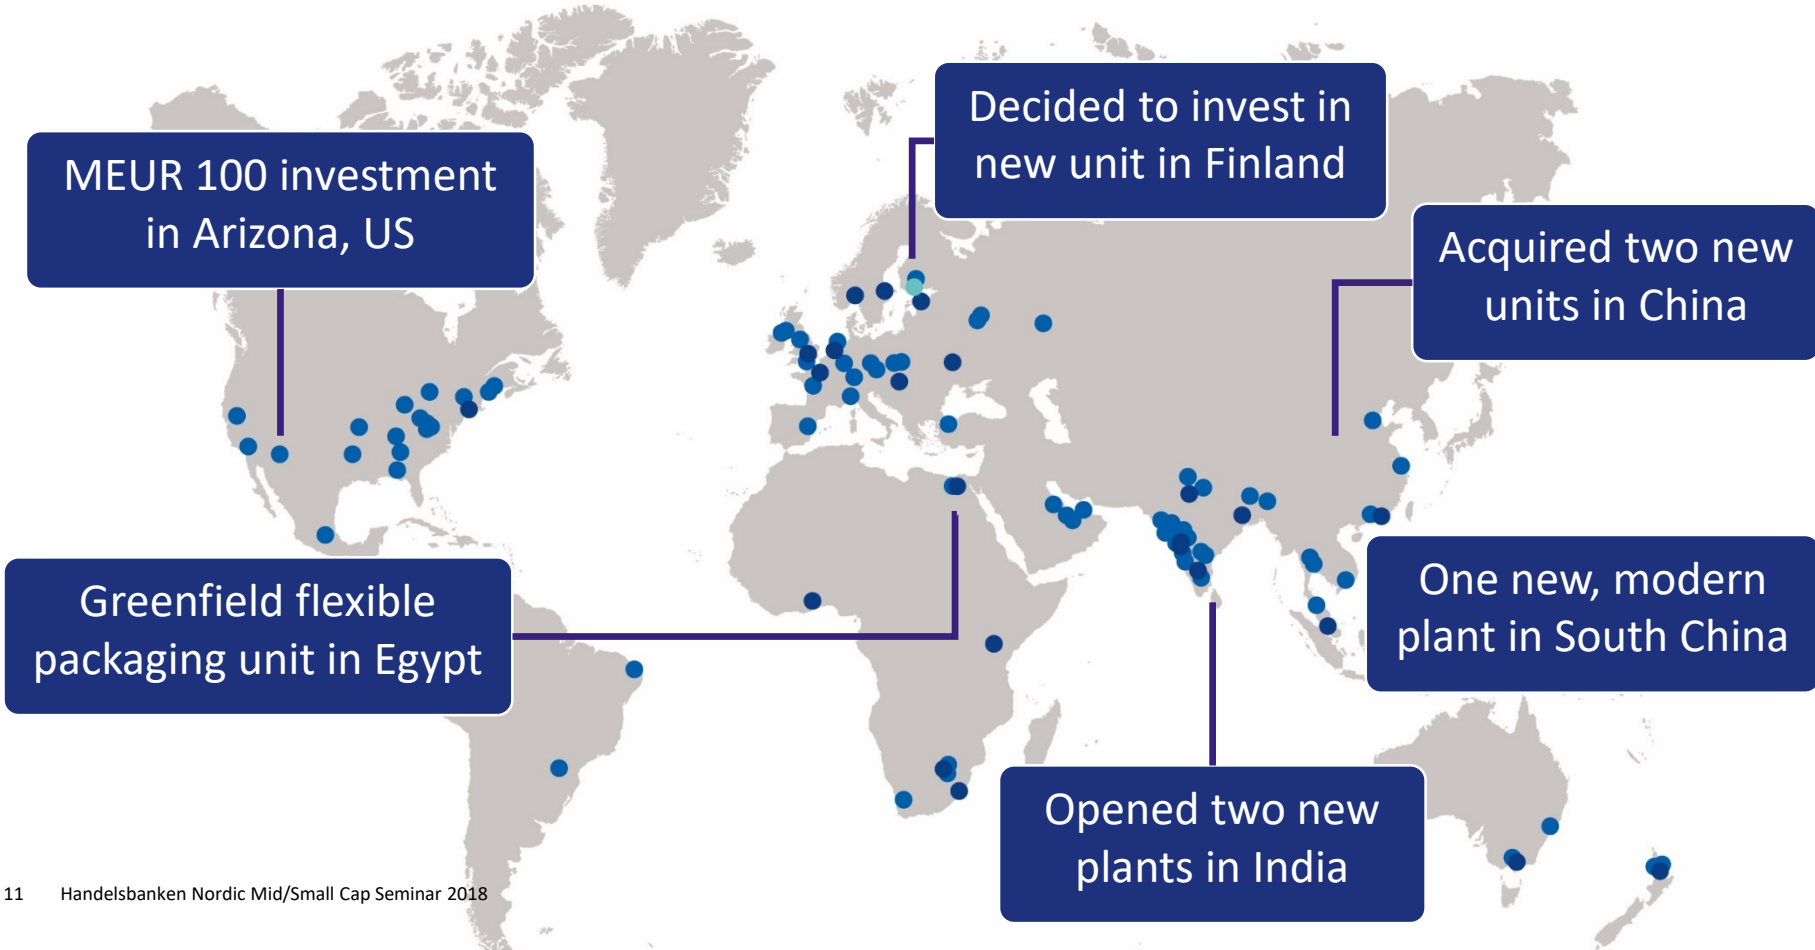 MEUR 100 investment
in Arizona, US
Decided to invest in
new unit in Finland
Acquired two new
units in China
Greenfield flexible
packaging unit in Egypt
One new, modern
plant in South China
Opened two new
plants in India
11 Handelsbanken Nordic Mid/Small Cap Seminar 2018